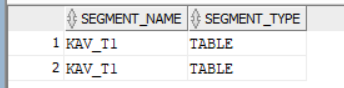 SEGMENT_NAME SEGMENT_TYPE
1 KAV_T1 TABLE
2 KAV_T1 TABLE